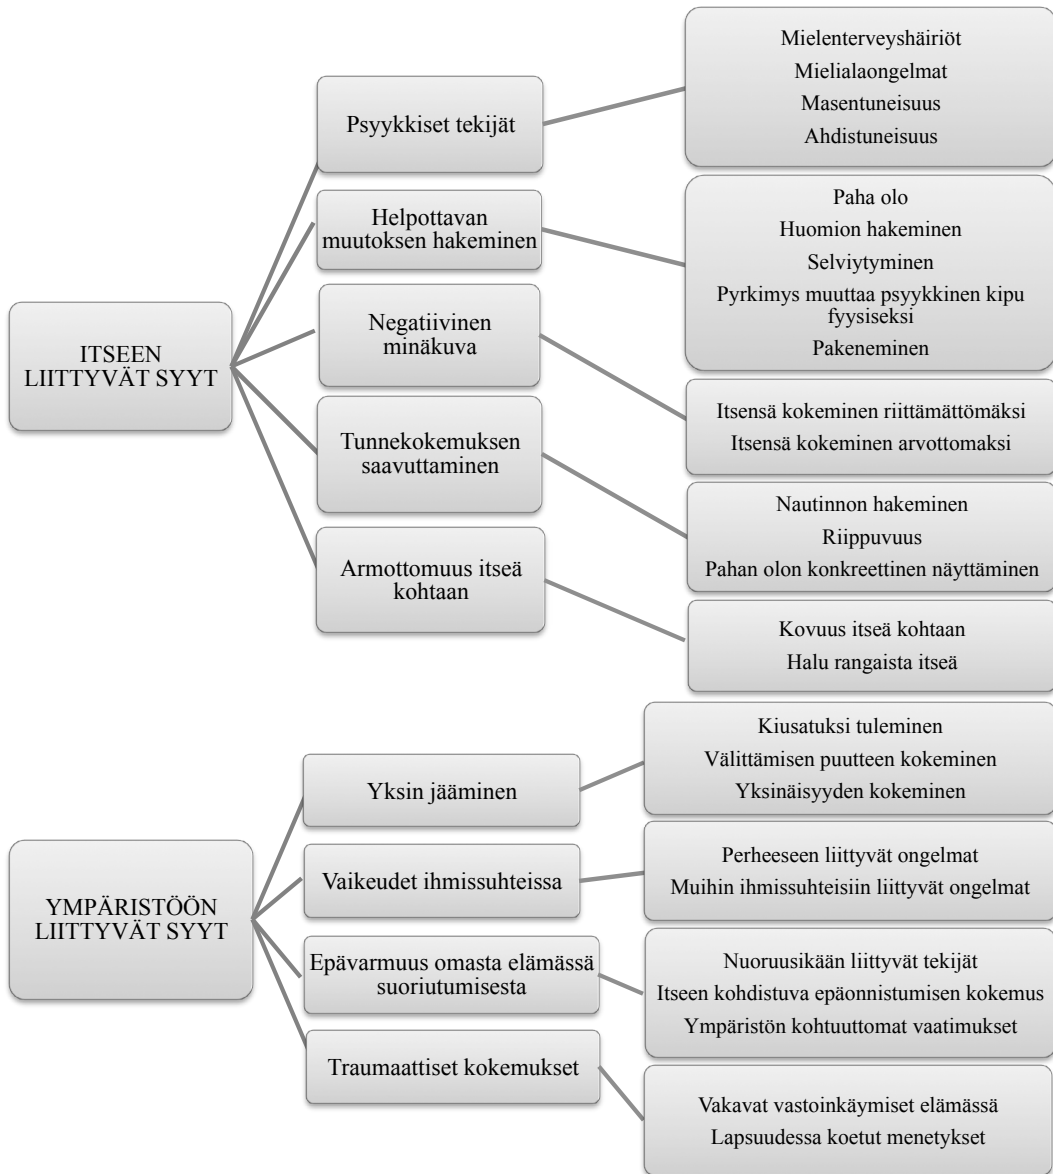 ITSEEN
LIITTYVÄT SYYT
Psyykkiset tekijät
Mielenterveyshäiriöt
Mielialaongelmat
Masentuneisuus
Ahdistuneisuus
Helpottavan
muutoksen hakeminen
Paha olo
Huomion hakeminen
Selviytyminen
Pyrkimys muuttaa psyykkinen kipu
fyysiseksi
Pakeneminen
Negatiivinen
minäkuva
Itsensä kokeminen riittämättömäksi
Itsensä kokeminen arvottomaksi
Tunnekokemuksen
saavuttaminen
Nautinnon hakeminen
Riippuvuus
Pahan olon konkreettinen näyttäminen
Armottomuus itseä
kohtaan
Kovuus itseä kohtaan
Halu rangaista itseä
YMPÄRISTÖÖN
LIITTYVÄT SYYT
Yksin jääminen
Kiusatuksi tuleminen
Välittämisen puutteen kokeminen
Yksinäisyyden kokeminen
Vaikeudet ihmissuhteissa
Perheeseen liittyvät ongelmat
Muihin ihmissuhteisiin liittyvät ongelmat
Epävarmuus omasta elämässä
suoriutumisesta
Nuoruusikään liittyvät tekijät
Itseen kohdistuva epäonnistumisen kokemus
Ympäristön kohtuuttomat vaatimukset
Traumaattiset kokemukset
Vakavat vastoinkäymiset elämässä
Lapsuudessa koetut menetykset